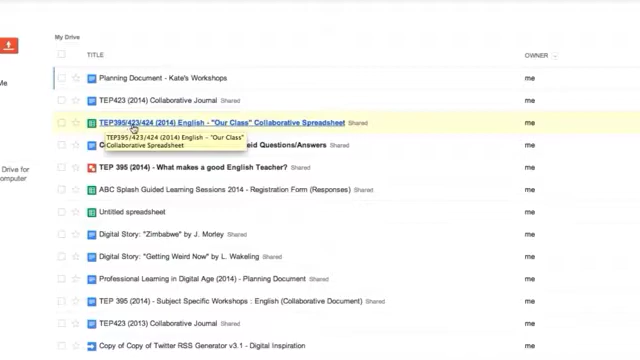 My Drive
TITLE
OWNER
Planning Document - Kate's Workshops
me
TEP423 (2014) Collaborative Journal Shared
me
TEP395/423/424 (2014) English - "Our Class" Collaborative Spreadsheet Shared
me
TEP395/423/424 (2014) English - "Our Class"
Collaborative Spreadsheet
Questions/Answers Shared
me
TEP 395 (2014) - What makes a good English Teacher? Shared
me
ABC Splash Guided Learning Sessions 2014 - Registration Form (Responses) Shared
me
Untitled spreadsheet
me
Digital Story: "Zimbabwe" by J. Morley Shared
me
Digital Story: "Getting Weird Now" by L. Wakeling Shared
me
Professional Learning in Digital Age (2014) - Planning Document Shared
me
TEP 395 (2014) - Subject Specific Workshops : English (Collaborative Document) Shared
me
TEP423 (2013) Collaborative Journal Shared
me
Copy of Copy of Twitter RSS Generator v3.1 - Digital Inspiration
me
Me
Drive for